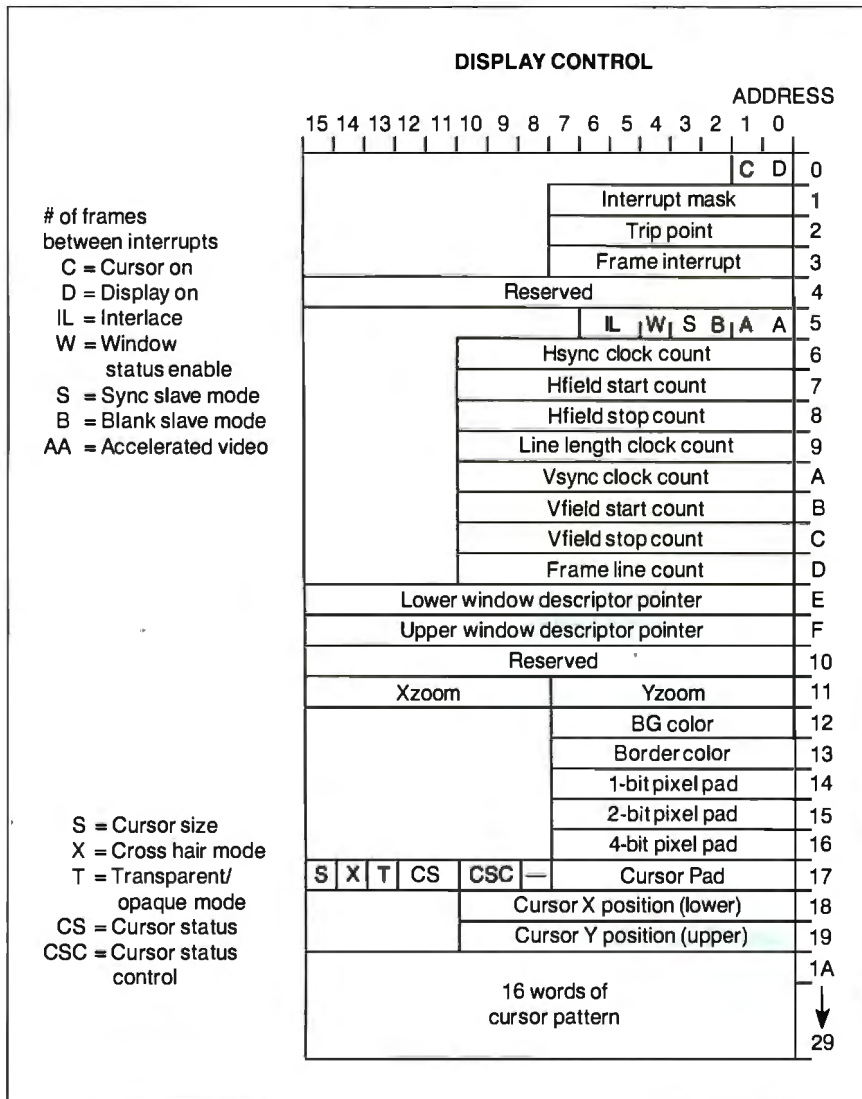 DISPLAY CONTROL
ADDRESS
15 14 13 12 11 10 9 8 7 6 5 4 3 2 1 0
C D 0
Interrupt mask 1
Trip point 2
Frame interrupt 3
Reserved 4
IL W S B A A 5
Hsync clock count 6
Hfield start count 7
Hfield stop count 8
Line length clock count 9
Vsync clock count A
Vfield start count B
Vfield stop count C
Frame line count D
Lower window descriptor pointer E
Upper window descriptor pointer F
Reserved 10
Xzoom Yzoom 11
BG color 12
Border color 13
1-bit pixel pad 14
2-bit pixel pad 15
4-bit pixel pad 16
S X T CS CSC — Cursor Pad 17
Cursor X position (lower) 18
Cursor Y position (upper) 19
1A
16 words of
cursor pattern
29
# of frames
between interrupts
C = Cursor on
D = Display on
IL = Interlace
W = Window
status enable
S = Sync slave mode
B = Blank slave mode
AA = Accelerated video
S = Cursor size
X = Cross hair mode
T = Transparent/
opaque mode
CS = Cursor status
CSC = Cursor status
control